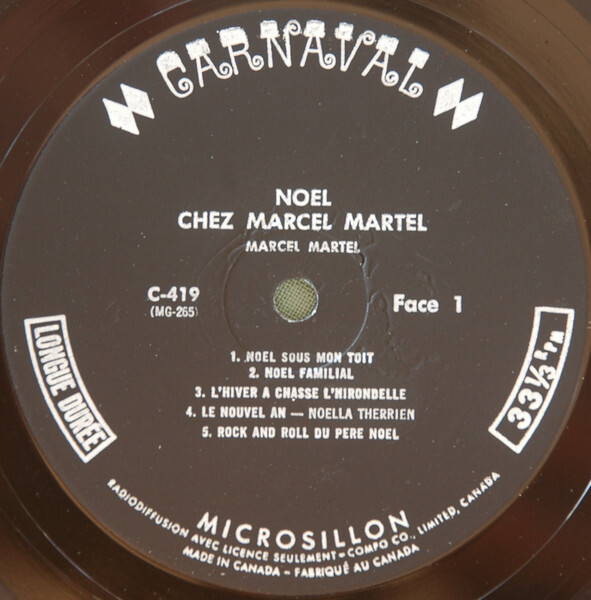 CARNAVAL
NOEL
CHEZ MARCEL MARTEL
MARCEL MARTEL
C-419
(MG-265)
Face 1
1. NOEL SOUS MON TOIT
2. NOEL FAMILIAL
3. L'HIVER A CHASSE L'HIRONDELLE
4. LE NOUVEL AN — NOELLA THERRIEN
5. ROCK AND ROLL DU PERE NOEL
LONGUE DURÉE
33⅓ RPM
MICROSILLON
RADIODIFFUSION AVEC LICENCE SEULEMENT - COMPO CO., LIMITED, CANADA
MADE IN CANADA - FABRIQUÉ AU CANADA